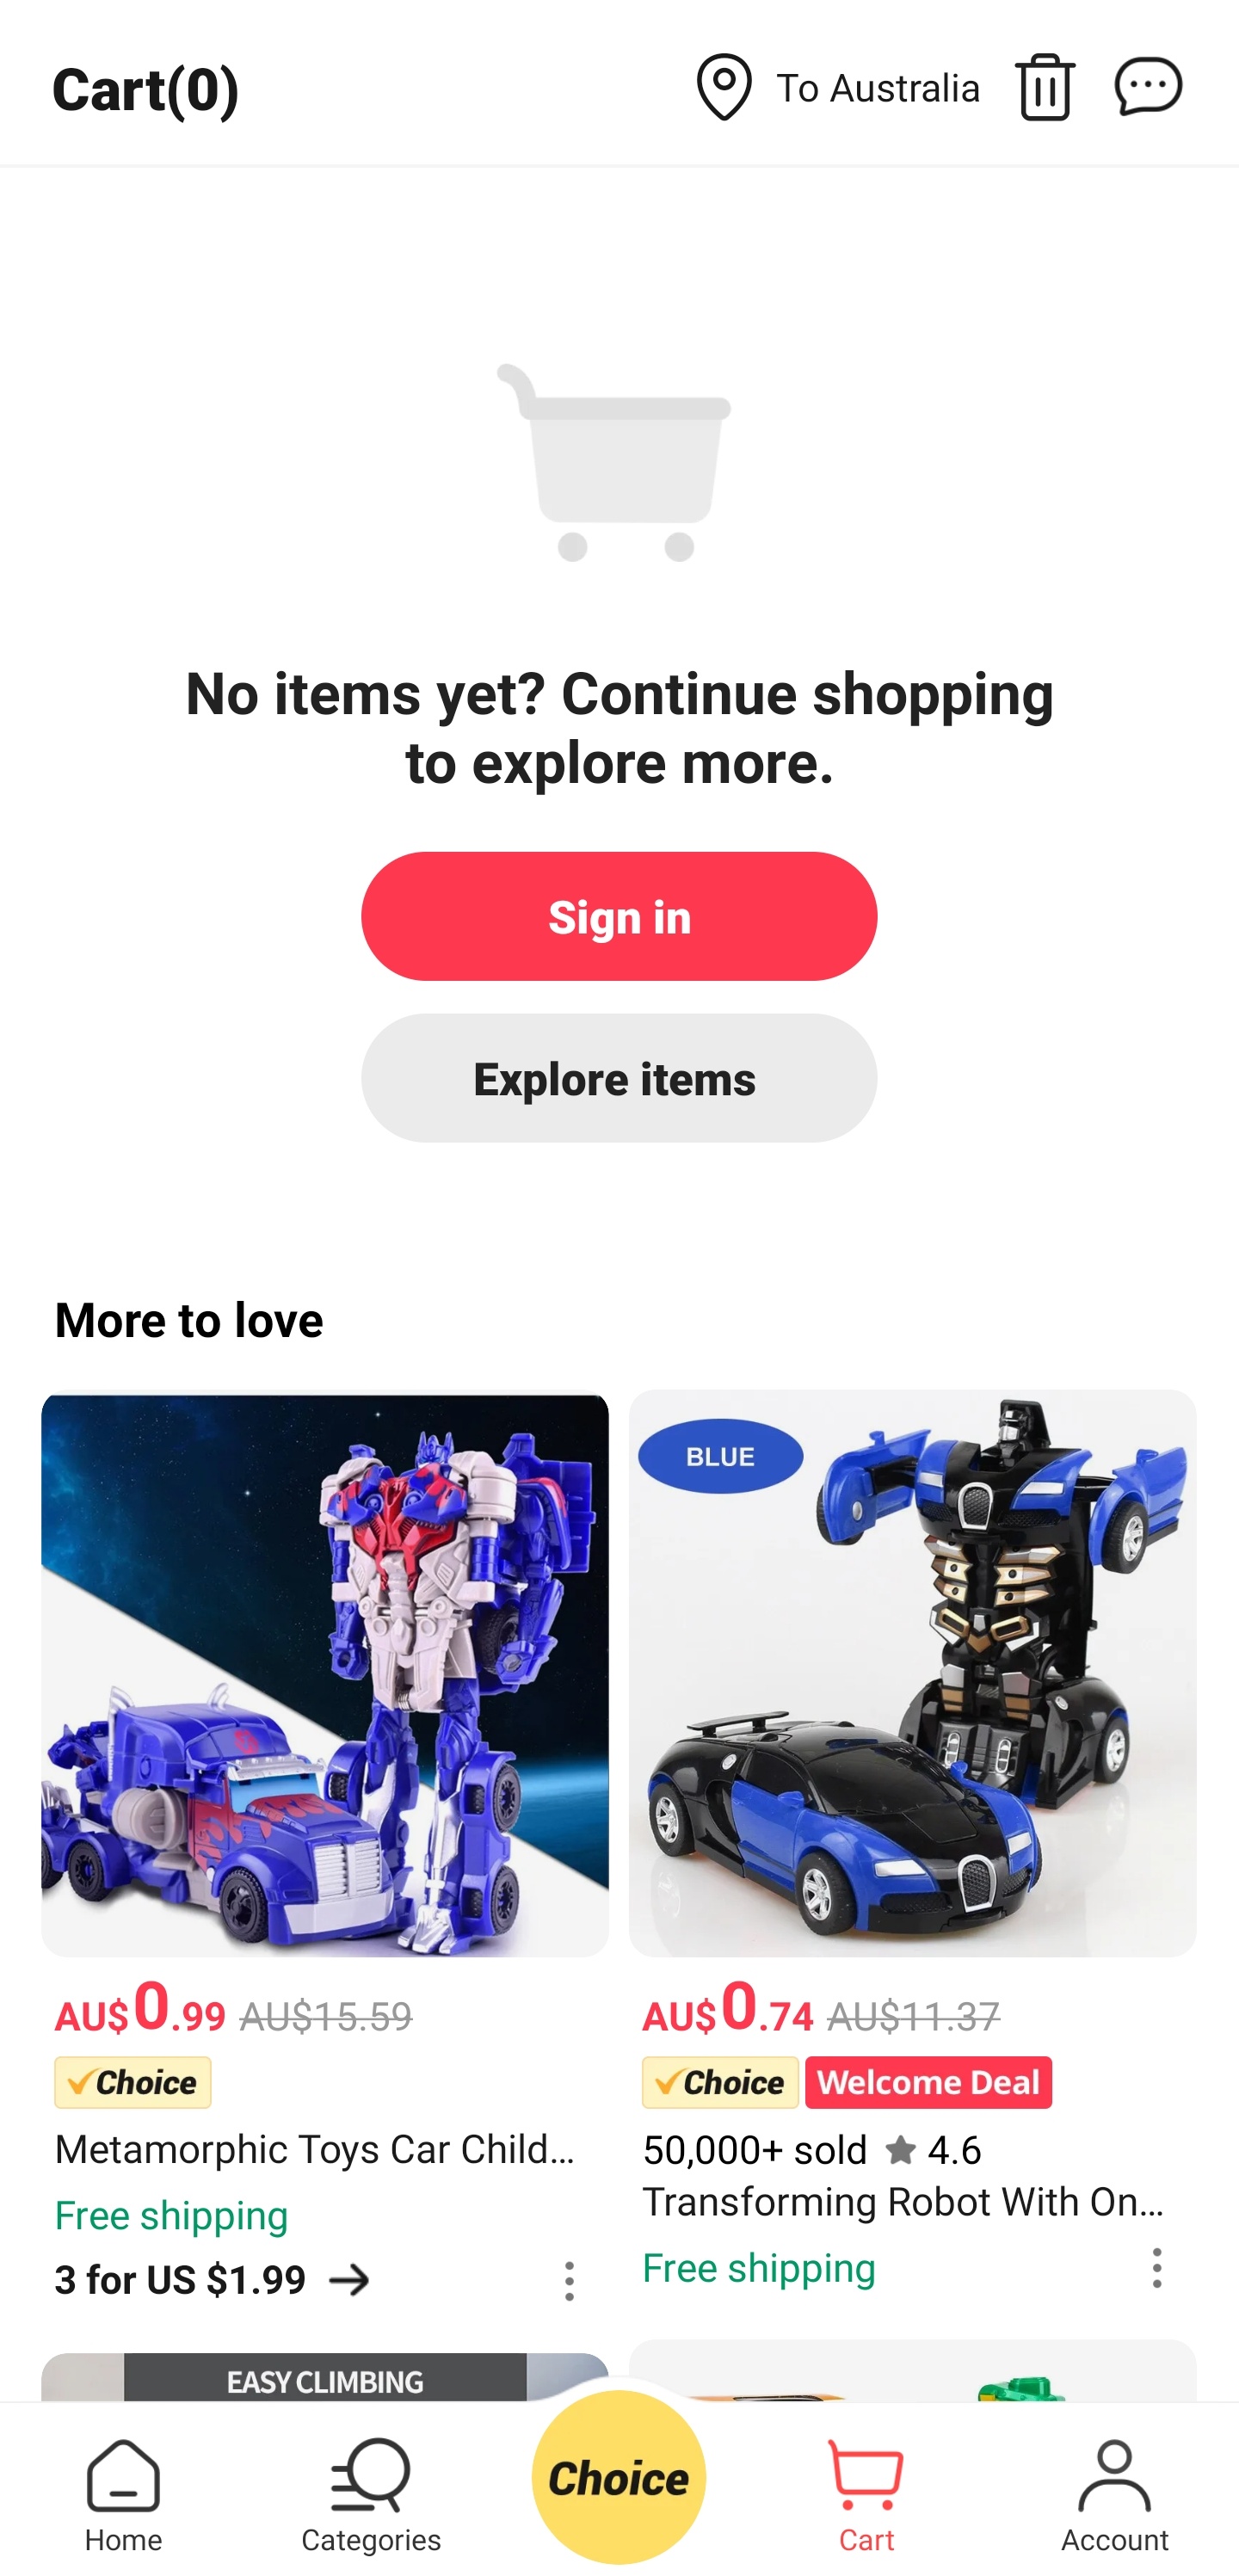 Cart(0)
To Australia
No items yet? Continue shopping
to explore more.
Sign in
Explore items
More to love
BLUE
AU$0.99 AU$15.59
Choice
Metamorphic Toys Car Child...
Free shipping
3 for US $1.99
AU$0.74 AU$11.37
Choice Welcome Deal
50,000+ sold ★ 4.6
Transforming Robot With On...
Free shipping
EASY CLIMBING
Home
Categories
Choice
Cart
Account